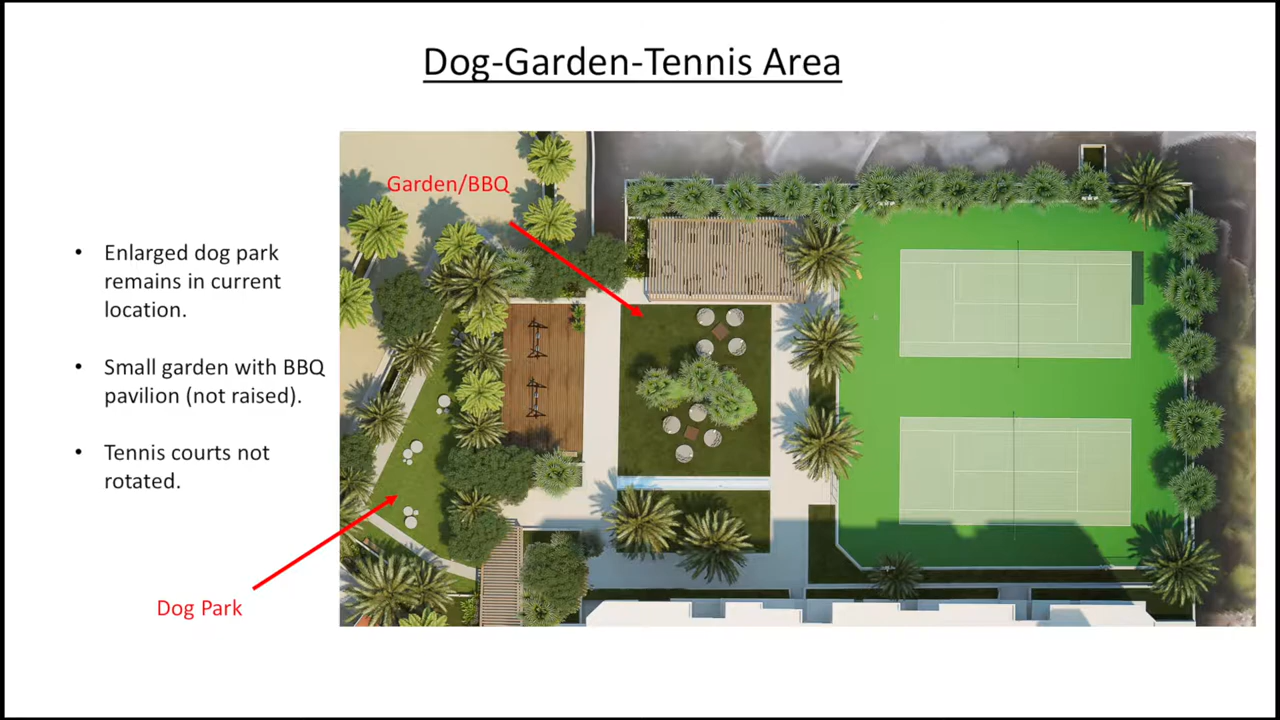 Dog-Garden-Tennis Area
Garden/BBQ
• Enlarged dog park
remains in current
location.
• Small garden with BBQ
pavilion (not raised).
• Tennis courts not
rotated.
Dog Park